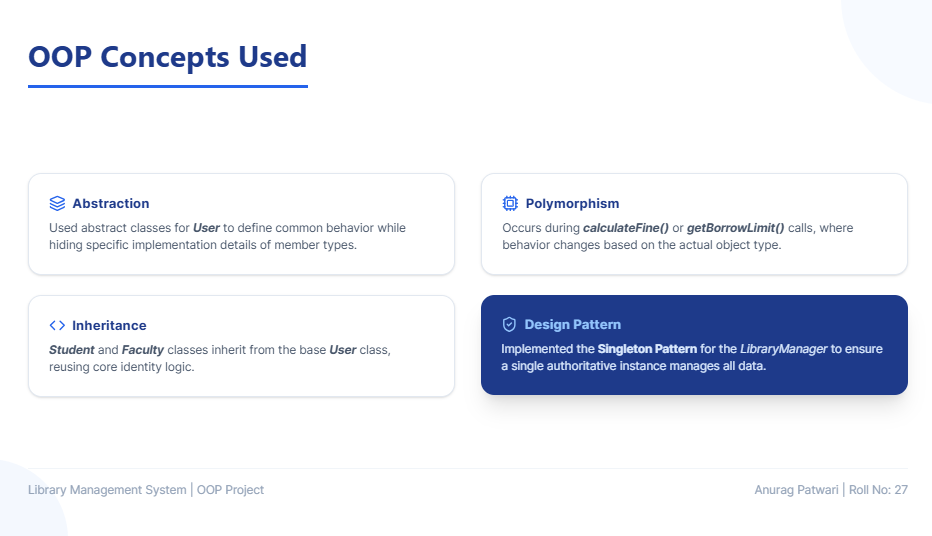 OOP Concepts Used
Abstraction
Used abstract classes for User to define common behavior while
hiding specific implementation details of member types.
Polymorphism
Occurs during calculateFine() or getBorrowLimit() calls, where
behavior changes based on the actual object type.
Inheritance
Student and Faculty classes inherit from the base User class,
reusing core identity logic.
Design Pattern
Implemented the Singleton Pattern for the LibraryManager to ensure
a single authoritative instance manages all data.
Library Management System | OOP Project
Anurag Patwari | Roll No: 27